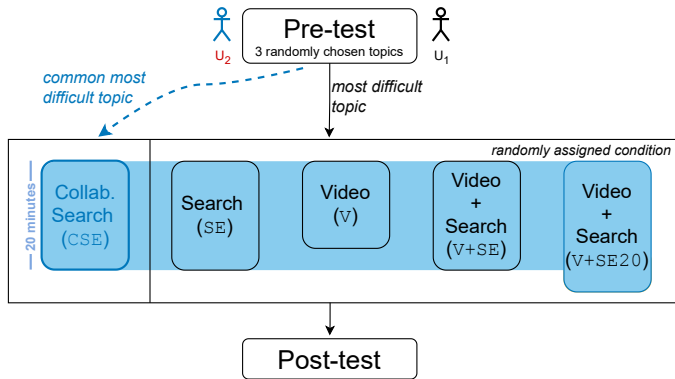 Pre-test
3 randomly chosen topics
U2
U1
common most
difficult topic
most difficult
topic
randomly assigned condition
20 minutes
Collab.
Search
(CSE)
Search
(SE)
Video
(V)
Video
+
Search
(V+SE)
Video
+
Search
(V+SE20)
Post-test